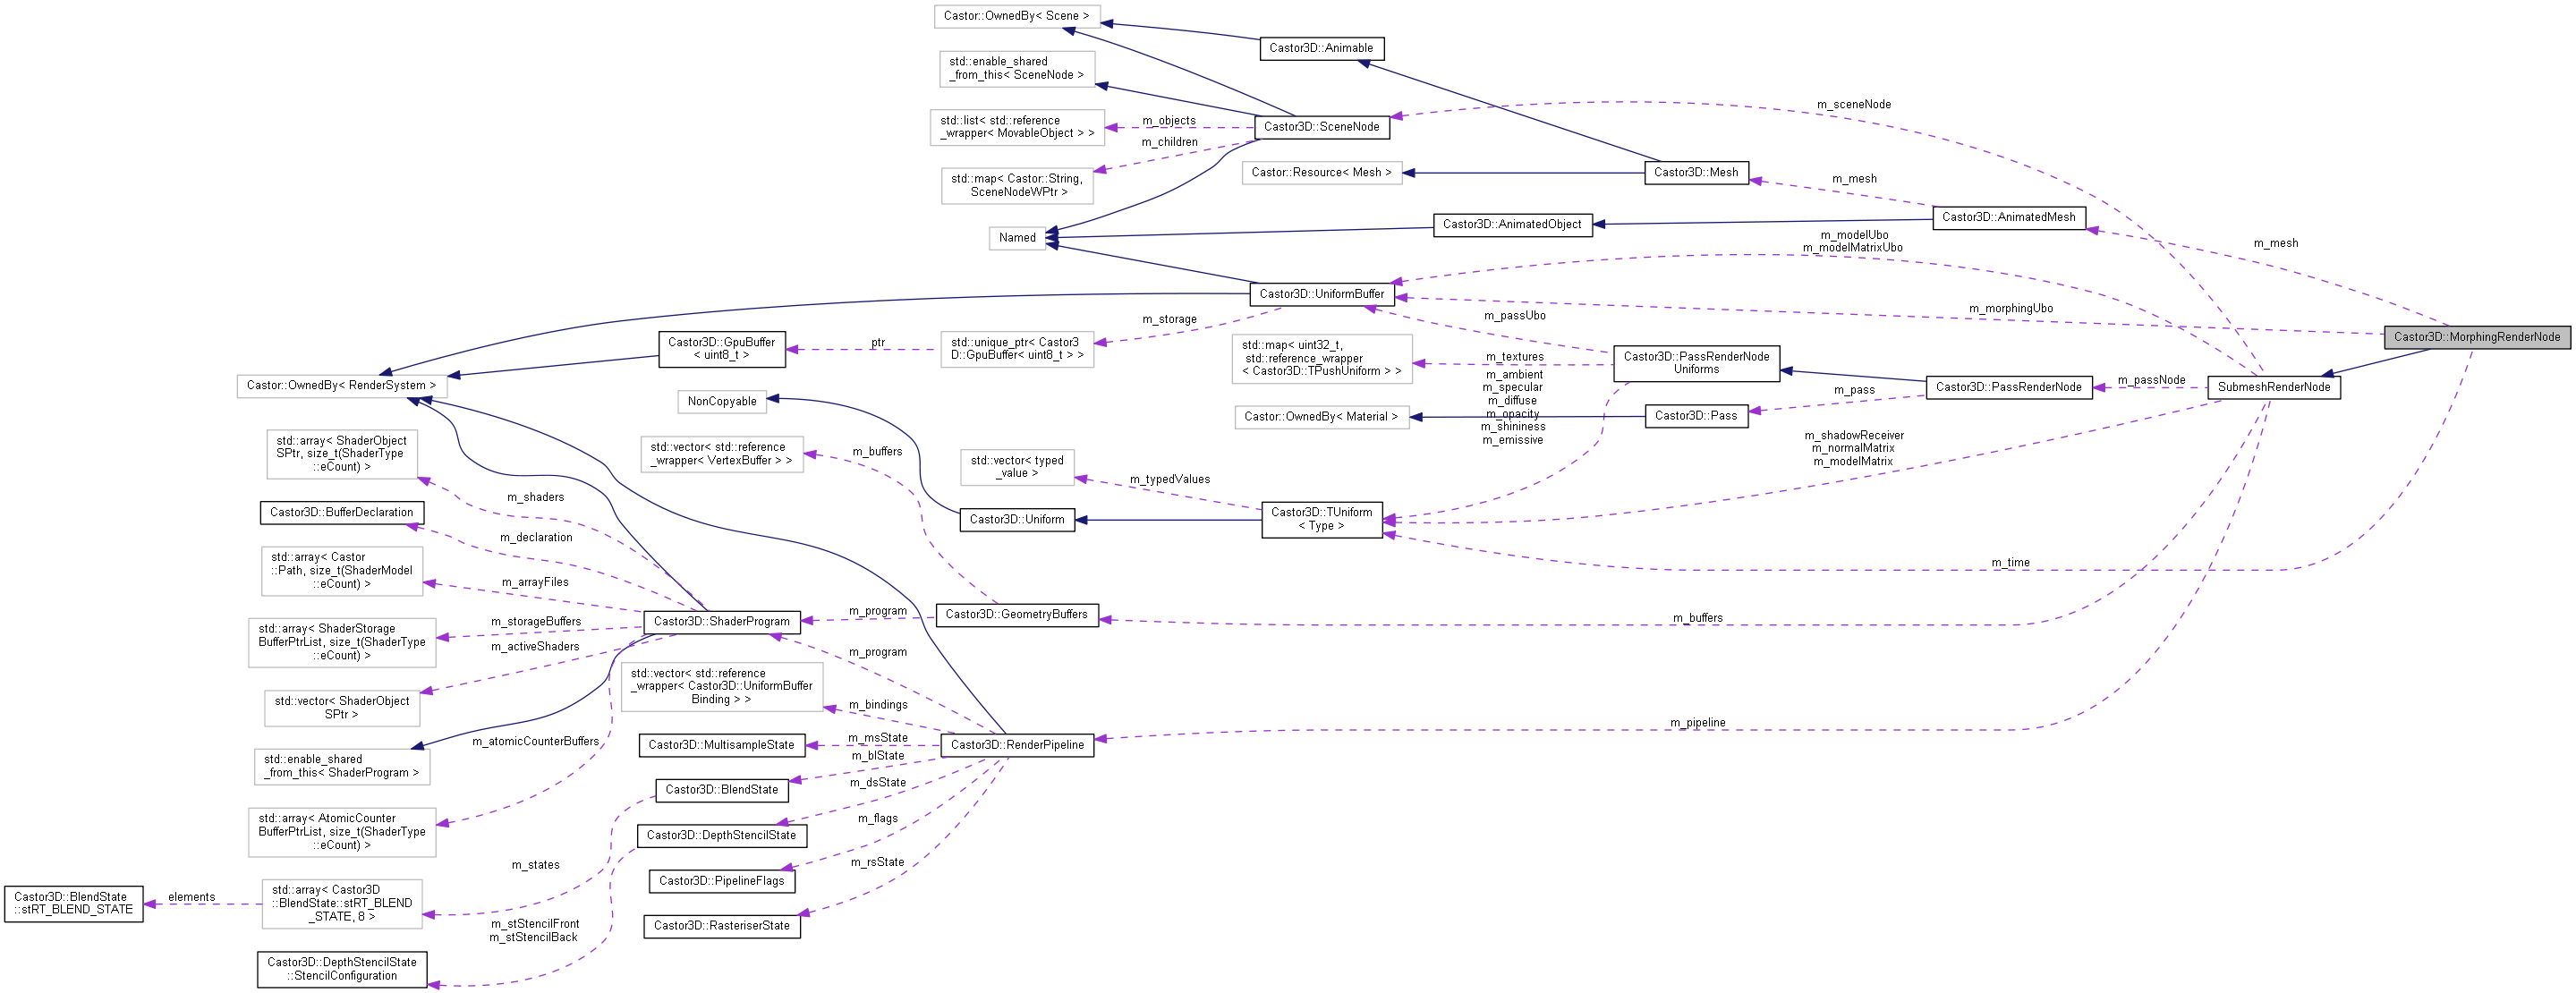 Castor::OwnedBy< Scene >
Castor3D::Animable
std::enable_shared
_from_this< SceneNode >
m_sceneNode
std::list< std::reference
_wrapper< MovableObject > >
m_objects
Castor3D::SceneNode
m_children
std::map< Castor::String,
SceneNodeWPtr >
Castor::Resource< Mesh >
Castor3D::Mesh
m_mesh
Named
Castor3D::AnimatedObject
Castor3D::AnimatedMesh
m_modelUbo
m_modelMatrixUbo
m_mesh
Castor3D::UniformBuffer
m_morphingUbo
m_storage
m_passUbo
Castor3D::GpuBuffer
< uint8_t >
ptr
std::unique_ptr< Castor3
D::GpuBuffer< uint8_t > >
std::map< uint32_t,
std::reference_wrapper
< Castor3D::TPushUniform > >
m_textures
Castor3D::PassRenderNode
Uniforms
Castor3D::MorphingRenderNode
Castor::OwnedBy< RenderSystem >
m_ambient
m_specular
m_diffuse
m_opacity
m_shininess
m_emissive
Castor3D::PassRenderNode
m_passNode
SubmeshRenderNode
NonCopyable
Castor::OwnedBy< Material >
Castor3D::Pass
m_pass
std::array< ShaderObject
SPtr, size_t(ShaderType
::eCount) >
std::vector< std::reference
_wrapper< VertexBuffer > >
m_buffers
std::vector< typed
_value >
m_typedValues
m_shadowReceiver
m_normalMatrix
m_modelMatrix
m_shaders
Castor3D::BufferDeclaration
m_declaration
Castor3D::Uniform
Castor3D::TUniform
< Type >
m_time
std::array< Castor
::Path, size_t(ShaderModel
::eCount) >
m_arrayFiles
std::array< ShaderStorage
BufferPtrList, size_t(ShaderType
::eCount) >
m_storageBuffers
Castor3D::ShaderProgram
m_program
Castor3D::GeometryBuffers
m_buffers
m_activeShaders
m_program
std::vector< ShaderObject
SPtr >
std::vector< std::reference
_wrapper< Castor3D::UniformBuffer
Binding > >
m_bindings
m_pipeline
std::enable_shared
_from_this< ShaderProgram >
m_atomicCounterBuffers
Castor3D::MultisampleState
m_msState
Castor3D::RenderPipeline
m_blState
Castor3D::BlendState
m_dsState
std::array< AtomicCounter
BufferPtrList, size_t(ShaderType
::eCount) >
Castor3D::DepthStencilState
m_flags
m_states
m_rsState
Castor3D::PipelineFlags
Castor3D::BlendState
::stRT_BLEND_STATE
elements
std::array< Castor3D
::BlendState::stRT_BLEND
_STATE, 8 >
Castor3D::RasteriserState
m_stStencilFront
m_stStencilBack
Castor3D::DepthStencilState
::StencilConfiguration